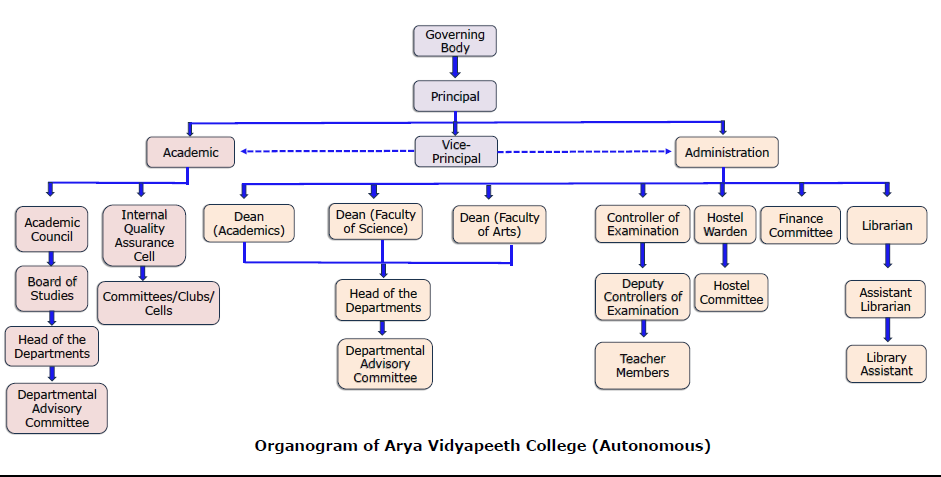 Governing
Body
Principal
Academic
Vice-
Principal
Administration
Academic
Council
Internal
Quality
Assurance
Cell
Dean
(Academics)
Dean (Faculty
of Science)
Dean (Faculty
of Arts)
Controller of
Examination
Hostel
Warden
Finance
Committee
Librarian
Board of
Studies
Committees/Clubs/
Cells
Head of the
Departments
Deputy
Controllers of
Examination
Hostel
Committee
Assistant
Librarian
Head of the
Departments
Departmental
Advisory
Committee
Teacher
Members
Library
Assistant
Departmental
Advisory
Committee
Organogram of Arya Vidyapeeth College (Autonomous)